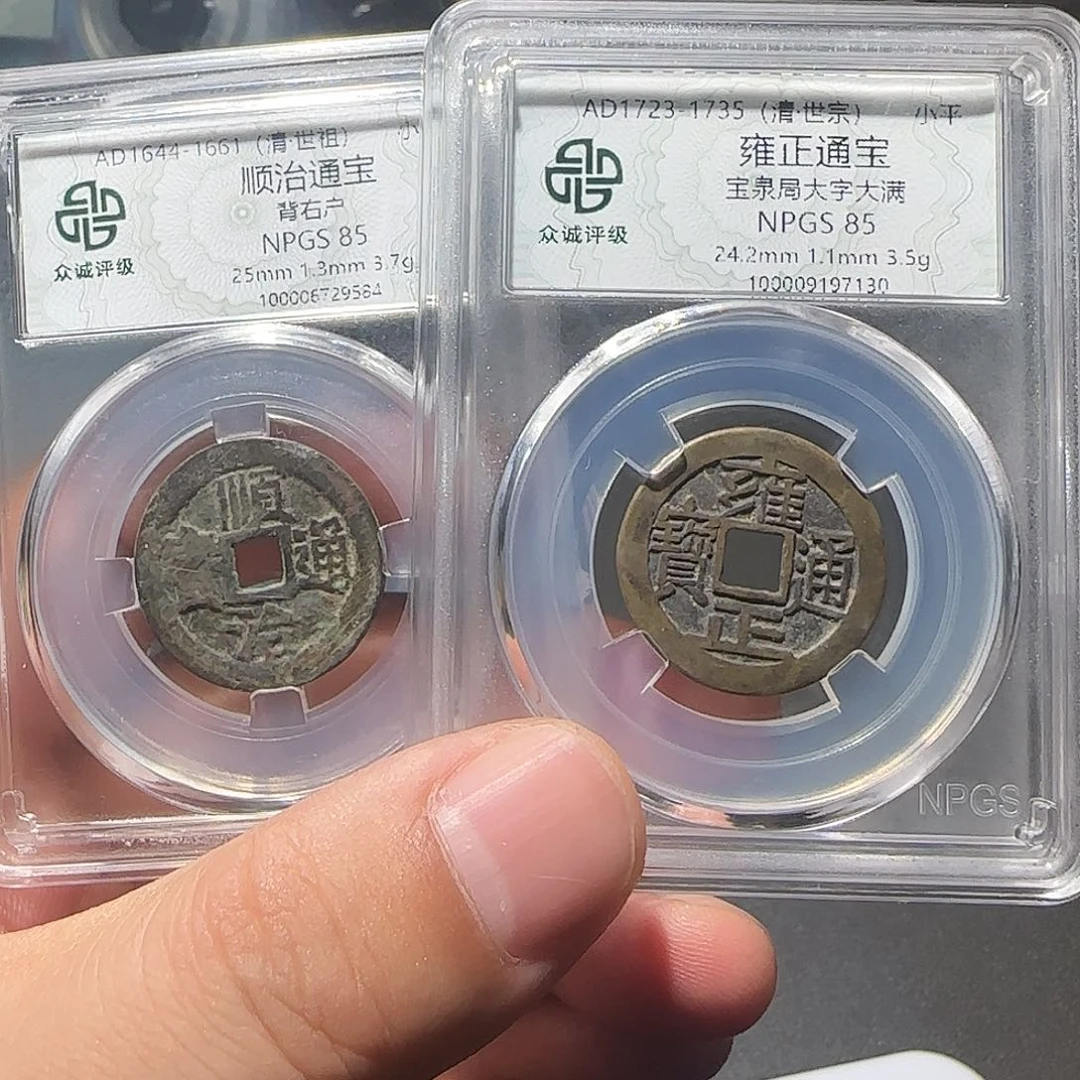 AD1644-1661（清·世祖） 小
顺治通宝
背右户
NPGS 85
25mm 1.3mm 3.7g
100006729584
众诚评级
顺
通
AD1723-1735（清·世宗） 小平
雍正通宝
宝泉局大字大满
NPGS 85
24.2mm 1.1mm 3.5g
100009197130
众诚评级
雍
寶 通
正
NPGS